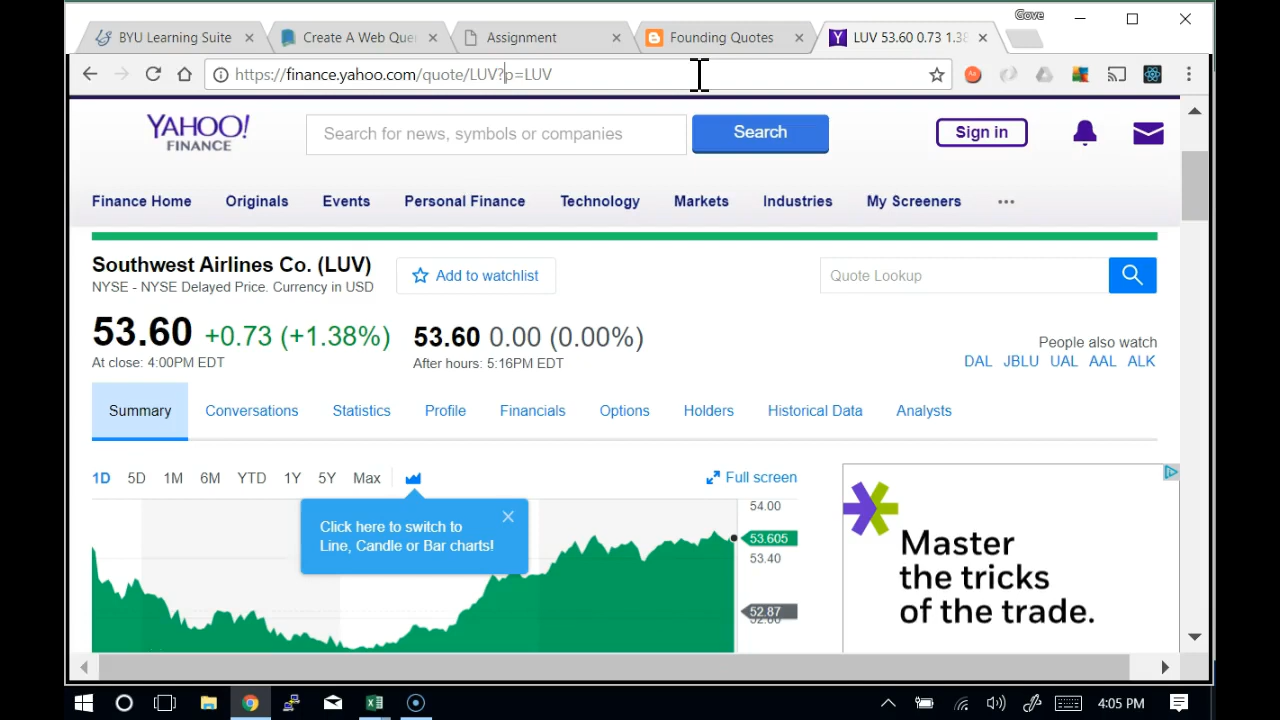 Gove
BYU Learning Suite
Create A Web Que
Assignment
Founding Quotes
LUV 53.60 0.73 1.38
https://finance.yahoo.com/quote/LUV?p=LUV
YAHOO!
FINANCE
Search for news, symbols or companies
Search
Sign in
Finance Home
Originals
Events
Personal Finance
Technology
Markets
Industries
My Screeners
Southwest Airlines Co. (LUV)
NYSE - NYSE Delayed Price. Currency in USD
Add to watchlist
Quote Lookup
53.60 +0.73 (+1.38%)
At close: 4:00PM EDT
53.60 0.00 (0.00%)
After hours: 5:16PM EDT
People also watch
DAL JBLU UAL AAL ALK
Summary
Conversations
Statistics
Profile
Financials
Options
Holders
Historical Data
Analysts
1D 5D 1M 6M YTD 1Y 5Y Max
Full screen
Click here to switch to
Line, Candle or Bar charts!
54.00
53.605
53.40
52.87
Master
the tricks
of the trade.
4:05 PM